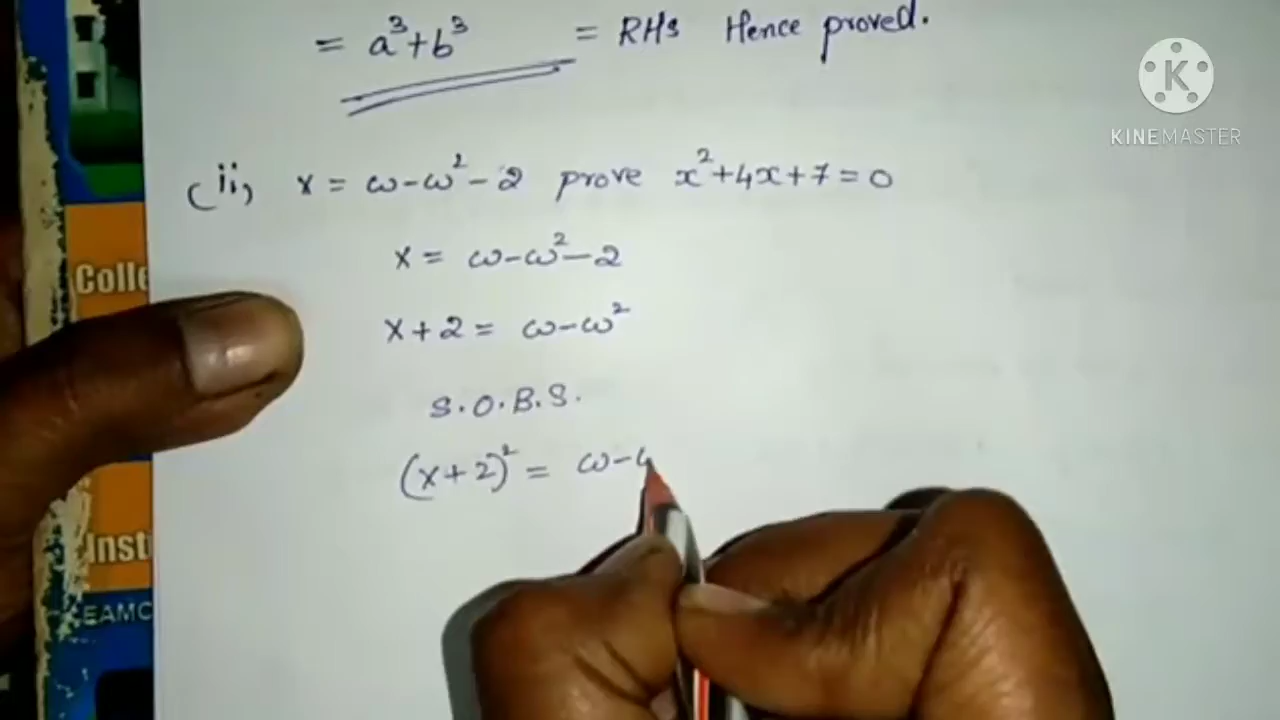 = a³+b³ = RHS Hence proved.
KINEMASTER
(ii) x = ω-ω²-2 prove x²+4x+7=0
x = ω-ω²-2
Colle
x+2 = ω-ω²
S.O.B.S.
(x+2)² = ω-
Inst
EAMC